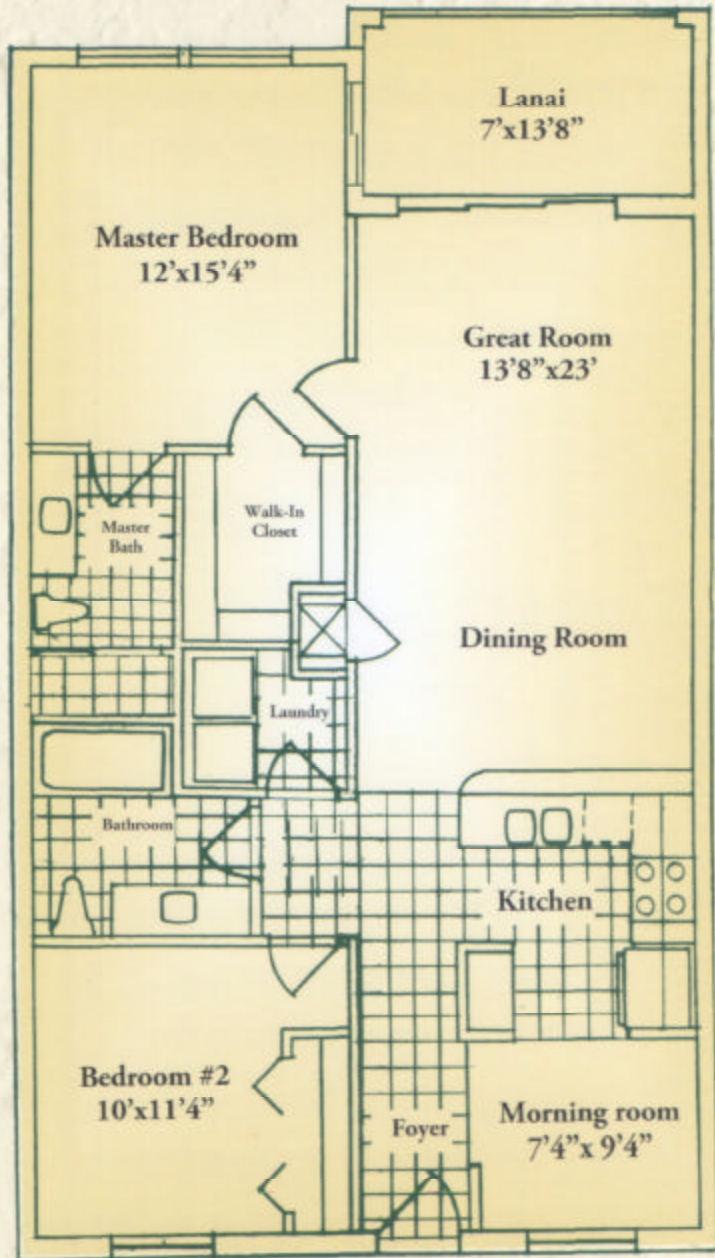 Lanai
7’x13’8”
Master Bedroom
12’x15’4”
Great Room
13’8”x23’
Walk-In
Closet
Master
Bath
Dining Room
Laundry
Bathroom
Kitchen
Bedroom #2
10’x11’4”
Foyer
Morning room
7’4”x 9’4”